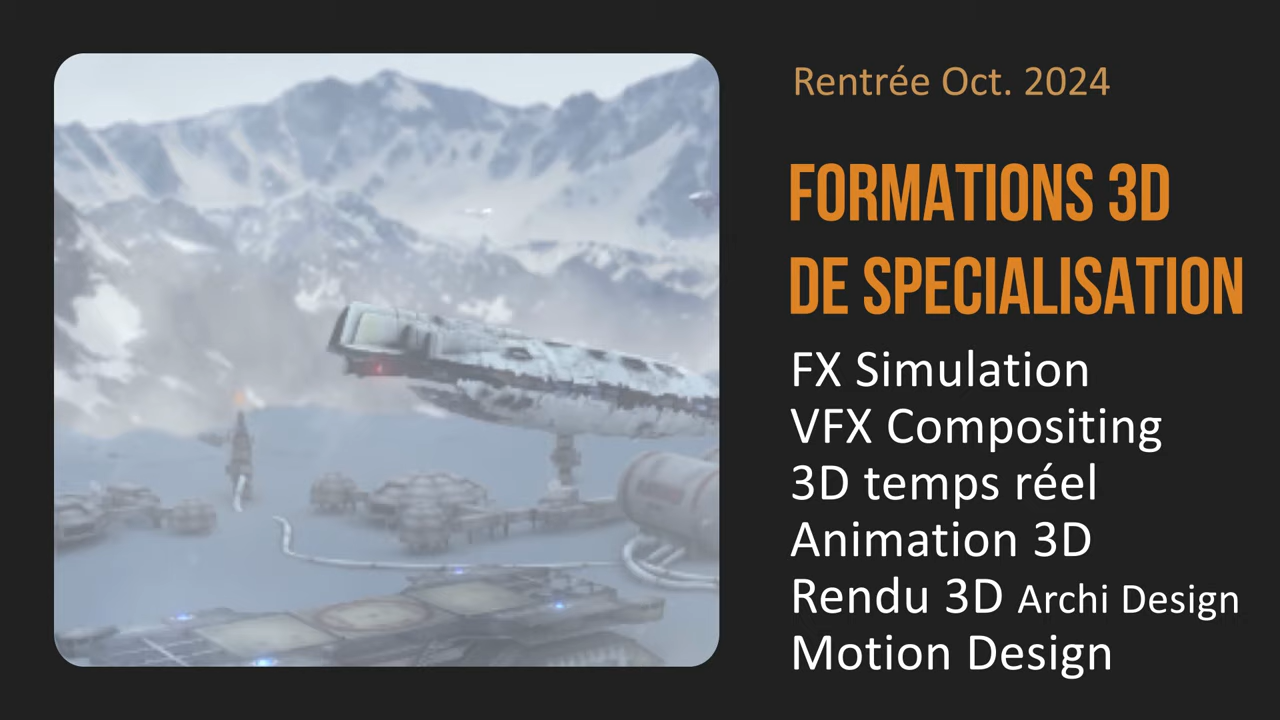 Rentrée Oct. 2024
FORMATIONS 3D
DE SPECIALISATION
FX Simulation
VFX Compositing
3D temps réel
Animation 3D
Rendu 3D Archi Design
Motion Design